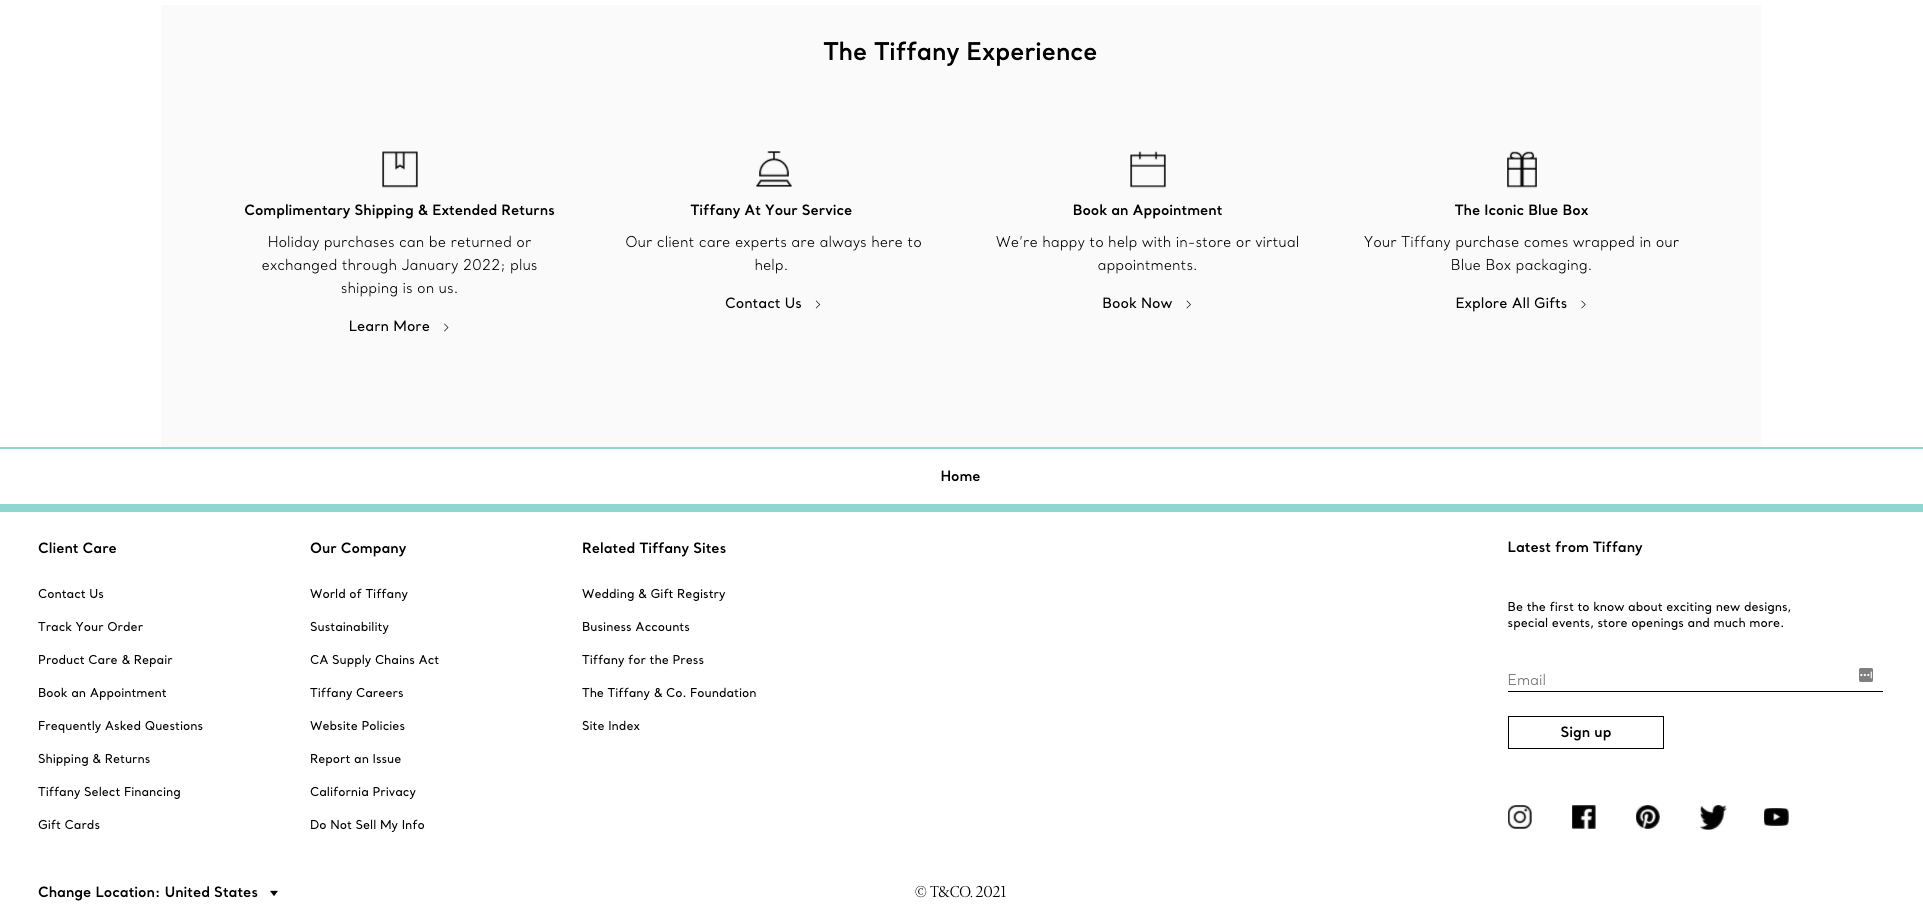 The Tiffany Experience
Complimentary Shipping & Extended Returns
Holiday purchases can be returned or
exchanged through January 2022; plus
shipping is on us.
Learn More
Tiffany At Your Service
Our client care experts are always here to
help.
Contact Us
Book an Appointment
We're happy to help with in-store or virtual
appointments.
Book Now
The Iconic Blue Box
Your Tiffany purchase comes wrapped in our
Blue Box packaging.
Explore All Gifts
Home
Client Care
Contact Us
Track Your Order
Product Care & Repair
Book an Appointment
Frequently Asked Questions
Shipping & Returns
Tiffany Select Financing
Gift Cards
Our Company
World of Tiffany
Sustainability
CA Supply Chains Act
Tiffany Careers
Website Policies
Report an Issue
California Privacy
Do Not Sell My Info
Related Tiffany Sites
Wedding & Gift Registry
Business Accounts
Tiffany for the Press
The Tiffany & Co. Foundation
Site Index
Latest from Tiffany
Be the first to know about exciting new designs,
special events, store openings and much more.
Email
Sign up
Change Location: United States
© T&CO. 2021